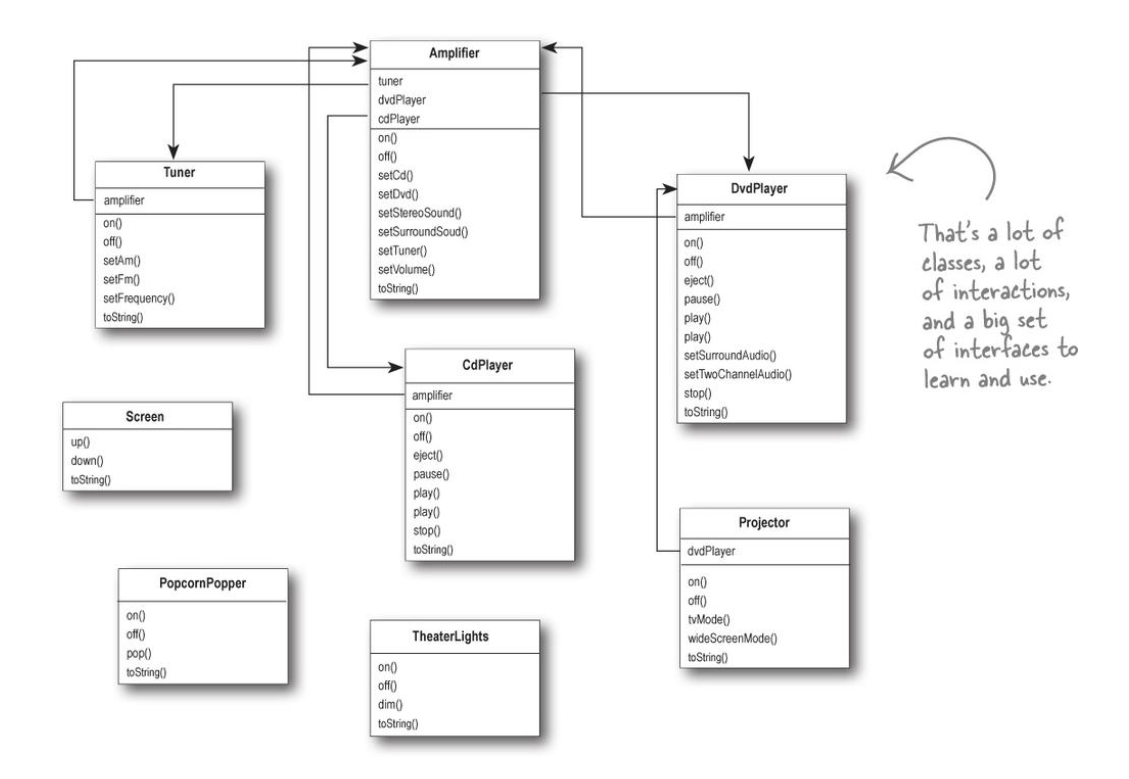 Amplifier
tuner
dvdPlayer
cdPlayer
on()
off()
setCd()
setDvd()
setStereoSound()
setSurroundSoud()
setTuner()
setVolume()
toString()
Tuner
amplifier
on()
off()
setAm()
setFm()
setFrequency()
toString()
DvdPlayer
amplifier
on()
off()
eject()
pause()
play()
play()
setSurroundAudio()
setTwoChannelAudio()
stop()
toString()
That's a lot of
classes, a lot
of interactions,
and a big set
of interfaces to
learn and use.
CdPlayer
amplifier
on()
off()
eject()
pause()
play()
play()
stop()
toString()
Screen
up()
down()
toString()
Projector
dvdPlayer
on()
off()
tvMode()
wideScreenMode()
toString()
PopcornPopper
on()
off()
pop()
toString()
TheaterLights
on()
off()
dim()
toString()